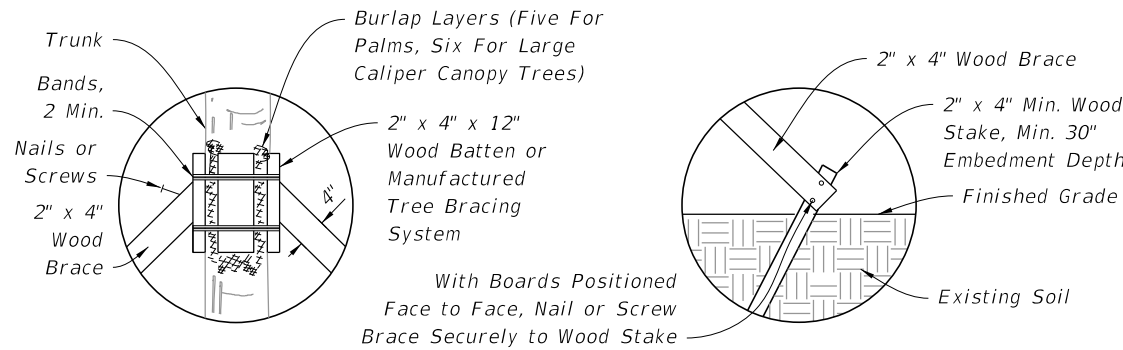 Trunk
Bands,
2 Min.
Nails or
Screws
2" x 4"
Wood
Brace
Burlap Layers (Five For
Palms, Six For Large
Caliper Canopy Trees)
2" x 4" x 12"
Wood Batten or
Manufactured
Tree Bracing
System
4"
With Boards Positioned
Face to Face, Nail or Screw
Brace Securely to Wood Stake
2" x 4" Wood Brace
2" x 4" Min. Wood
Stake, Min. 30"
Embedment Depth
Finished Grade
Existing Soil